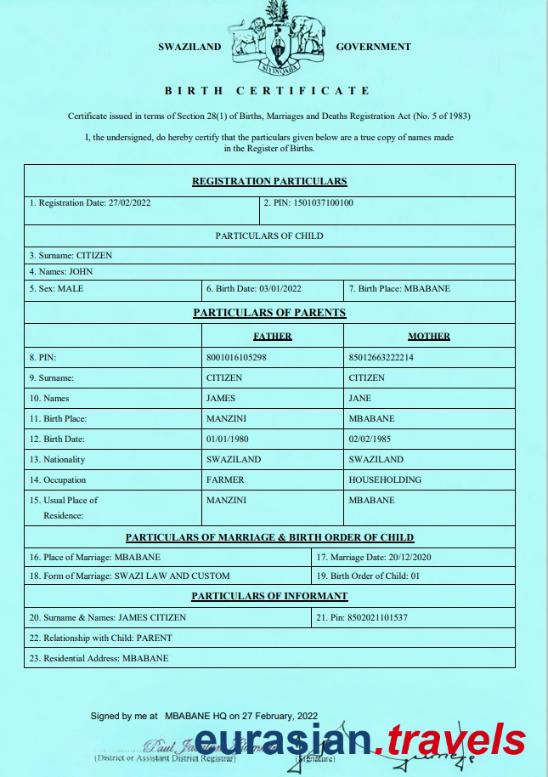 SWAZILAND GOVERNMENT
SIYINQABA
BIRTH CERTIFICATE
Certificate issued in terms of Section 28(1) of Births, Marriages and Deaths Registration Act (No. 5 of 1983)
I, the undersigned, do hereby certify that the particulars given below are a true copy of names made
in the Register of Births.
REGISTRATION PARTICULARS
1. Registration Date: 27/02/2022 2. PIN: 1501037100100
PARTICULARS OF CHILD
3. Surname: CITIZEN
4. Names: JOHN
5. Sex: MALE 6. Birth Date: 03/01/2022 7. Birth Place: MBABANE
PARTICULARS OF PARENTS
FATHER MOTHER
8. PIN: 8001016105298 85012663222214
9. Surname: CITIZEN CITIZEN
10. Names JAMES JANE
11. Birth Place: MANZINI MBABANE
12. Birth Date: 01/01/1980 02/02/1985
13. Nationality SWAZILAND SWAZILAND
14. Occupation FARMER HOUSEHOLDING
15. Usual Place of MANZINI MBABANE
Residence:
PARTICULARS OF MARRIAGE & BIRTH ORDER OF CHILD
16. Place of Marriage: MBABANE 17. Marriage Date: 20/12/2020
18. Form of Marriage: SWAZI LAW AND CUSTOM 19. Birth Order of Child: 01
PARTICULARS OF INFORMANT
20. Surname & Names: JAMES CITIZEN 21. Pin: 8502021101537
22. Relationship with Child: PARENT
23. Residential Address: MBABANE
Signed by me at MBABANE HQ on 27 February, 2022
Paul
eurasian.travels
(District or Assistant District Registrar) (Signature)